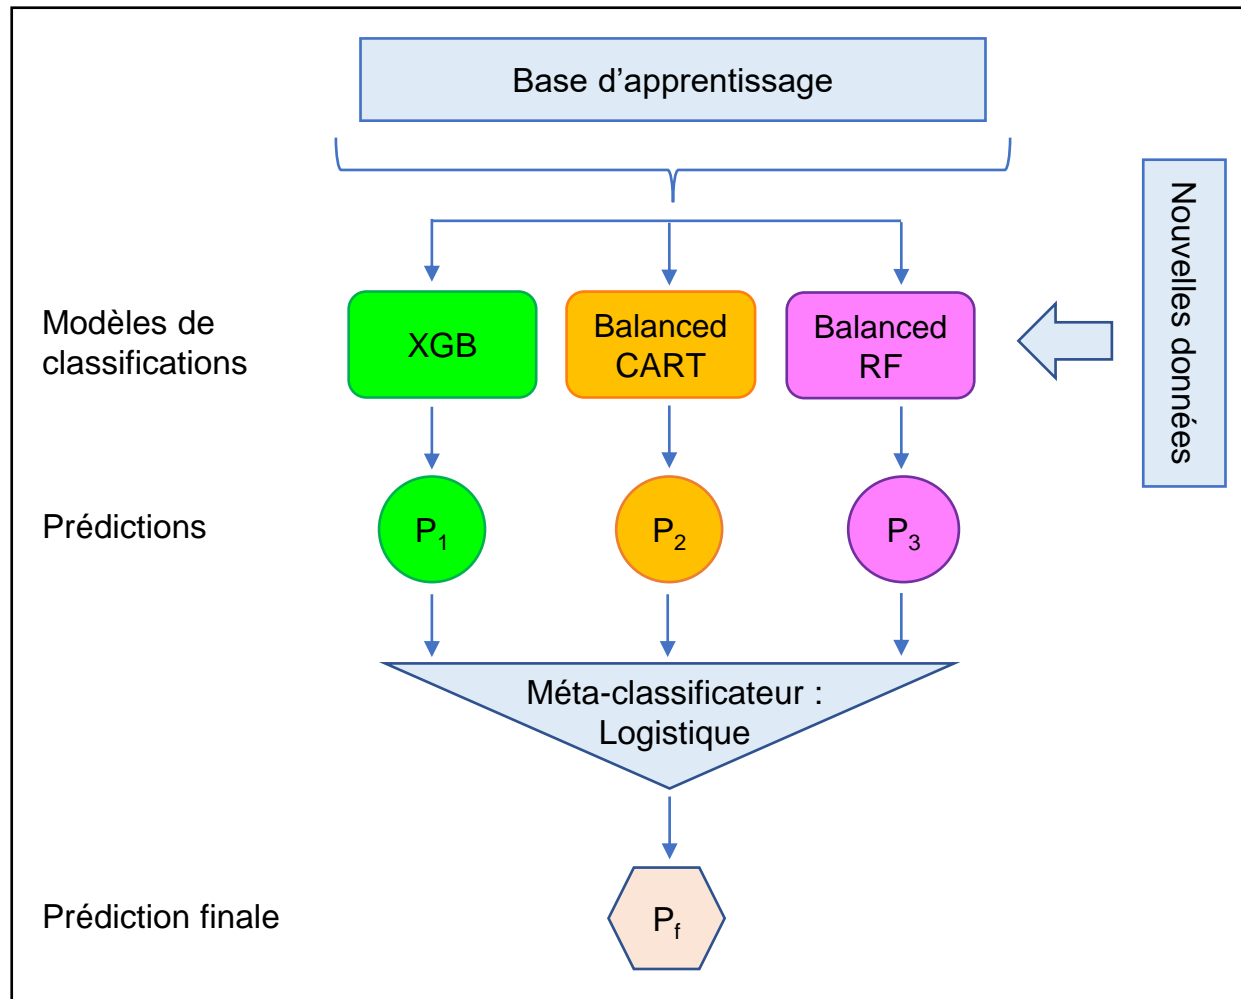 Base d’apprentissage
Nouvelles données
Modèles de
classifications
XGB
Balanced
CART
Balanced
RF
Prédictions
P1
P2
P3
Méta-classificateur :
Logistique
Prédiction finale
Pf